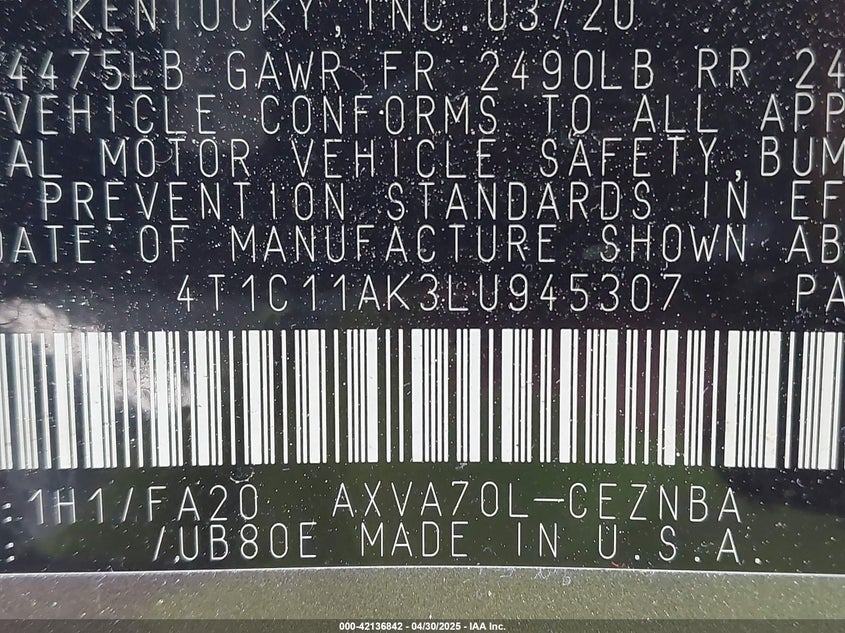 KENTUCKY, INC. 03/20
4475LB GAWR FR 2490LB RR 24
VEHICLE CONFORMS TO ALL APP
AL MOTOR VEHICLE SAFETY, BUM
PREVENTION STANDARDS IN EF
DATE OF MANUFACTURE SHOWN AB
4T1C11AK3LU945307 PA
: 1H1/FA20 AXVA70L-CEZNBA
: /UB80E MADE IN U.S.A.
000-42136842 - 04/30/2025 - IAA Inc.